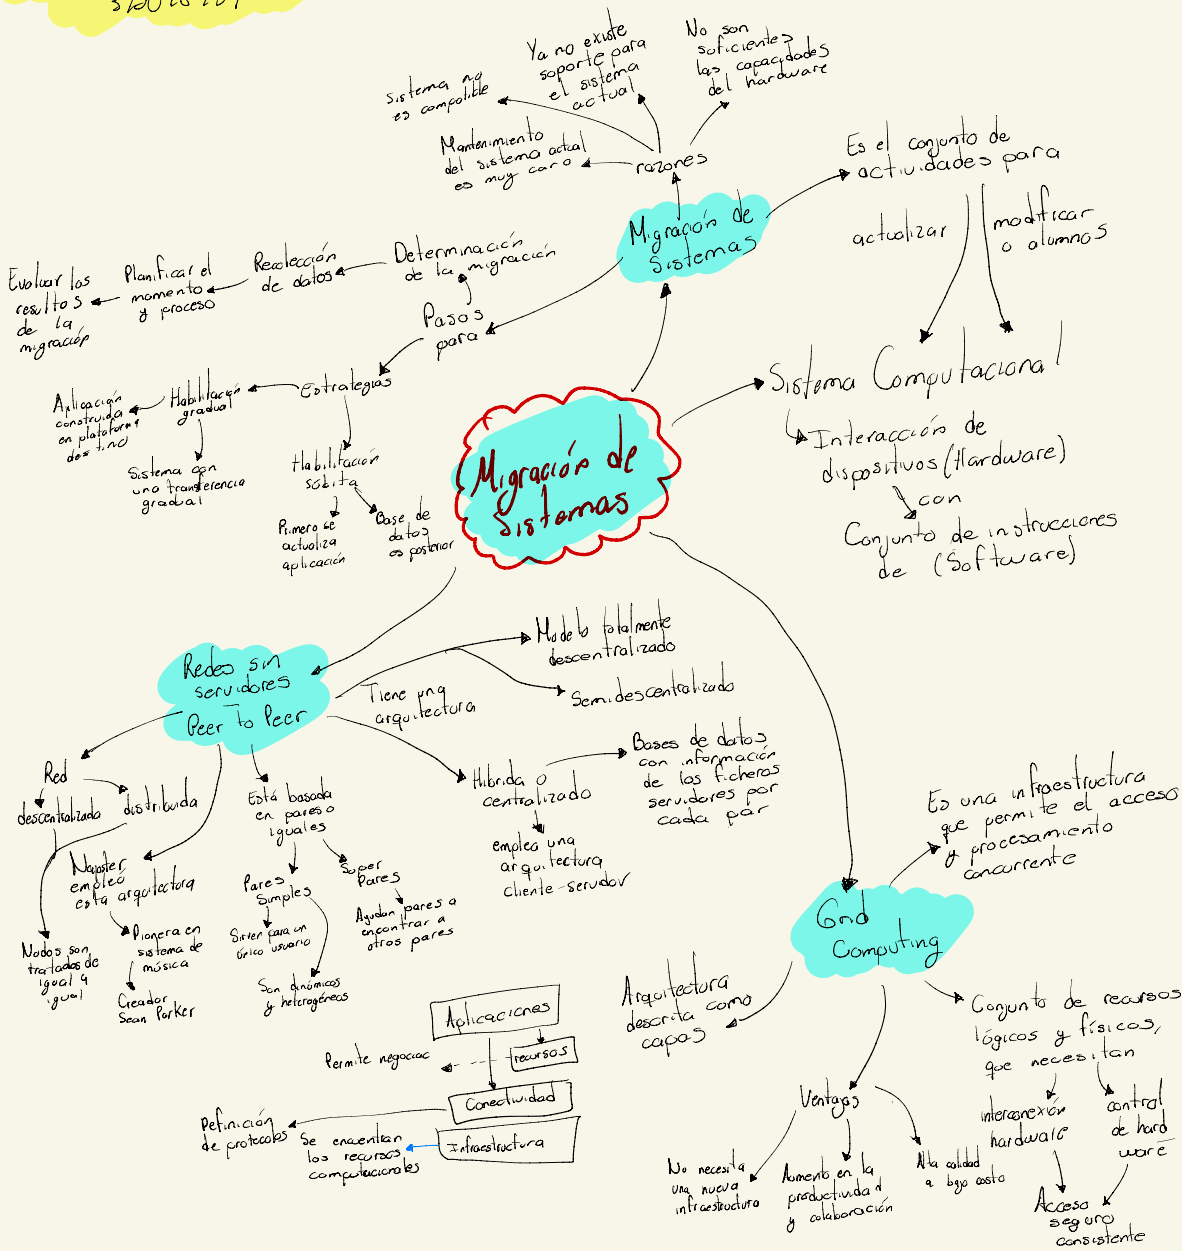 Sistema no
es compatible
Ya no existe
soporte para
el sistema
actual
No son
suficientes
las capacidades
del hardware
Mantenimiento
del sistema actual
es muy caro
razones
Es el conjunto de
actividades para
actualizar
modificar
o alumnos
Migración de
Sistemas
Determinación
de la migración
Recolección
de datos
Planificar el
momento
y proceso
Evaluar los
resultos
de la
migración
Pasos
para
Estrategias
Habilitación
gradual
Aplicación
construida
en plataforma
destino
Sistema con
una transferencia
gradual
Habilitación
súbita
Primero se
actualiza
aplicación
Base de
datos
es posterior
Migración de
Sistemas
Sistema Computacional
Interacción de
dispositivos (Hardware)
con
Conjunto de instrucciones
de (Software)
Redes sin
servidores
Peer To Peer
Tiene una
arquitectura
Modelo totalmente
descentralizado
Semidescentralizado
Hibrida o
centralizado
Bases de datos
con información
de los ficheros
servidores por
cada par
emplea una
arquitectura
cliente-servidor
Red
descentralizado
distribuida
Nodos son
tratados de
igual a
igual
Napster
empleó
esta arquitectora
Pionera en
sistema de
música
Creador
Sean Parker
Está basada
en pares o
iguales
Pares
Simples
Sirven para un
único usuario
Son dinámicos
y heterogéneos
Super
Pares
Ayudan pares a
encontrar a
otros pares
Grid
Computing
Es una infraestructura
que permite el acceso
y procesamiento
concurrente
Arquitectura
descrita como
capas
Aplicaciones
recursos
Permite negociac
Conectividad
Definición
de protocolos
Infraestructura
Se encuentran
los recursos
computacionales
Ventajas
No necesita
una nueva
infraestructura
Aumento en la
productividad
y colaboración
Alta calidad
a bajo costo
Conjunto de recursos
lógicos y físicos,
que necesitan
interconexión
hardware
control
de hard
ware
Acceso
seguro
consistente